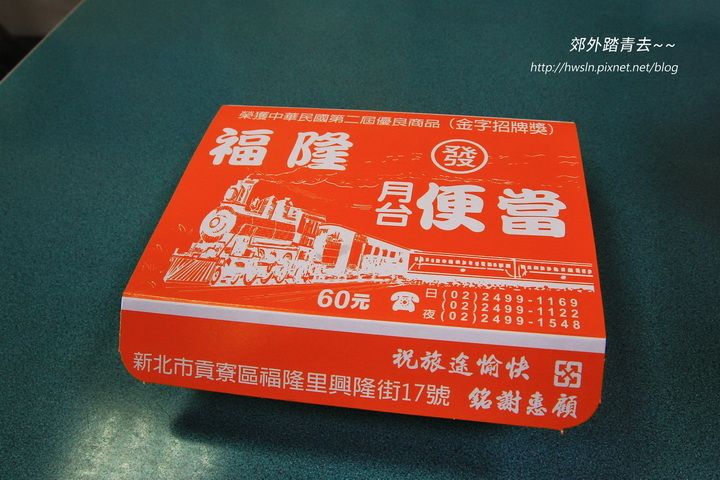 郊外踏青去~~
http://hwsln.pixnet.net/blog
榮獲中華民國第二屆優良商品(金字招牌獎)
福隆 發
月台便當
60元 日(02)2499-1169
(02)2499-1122
夜(02)2499-1548
祝旅途愉快
新北市貢寮區福隆里興隆街17號 銘謝惠顧